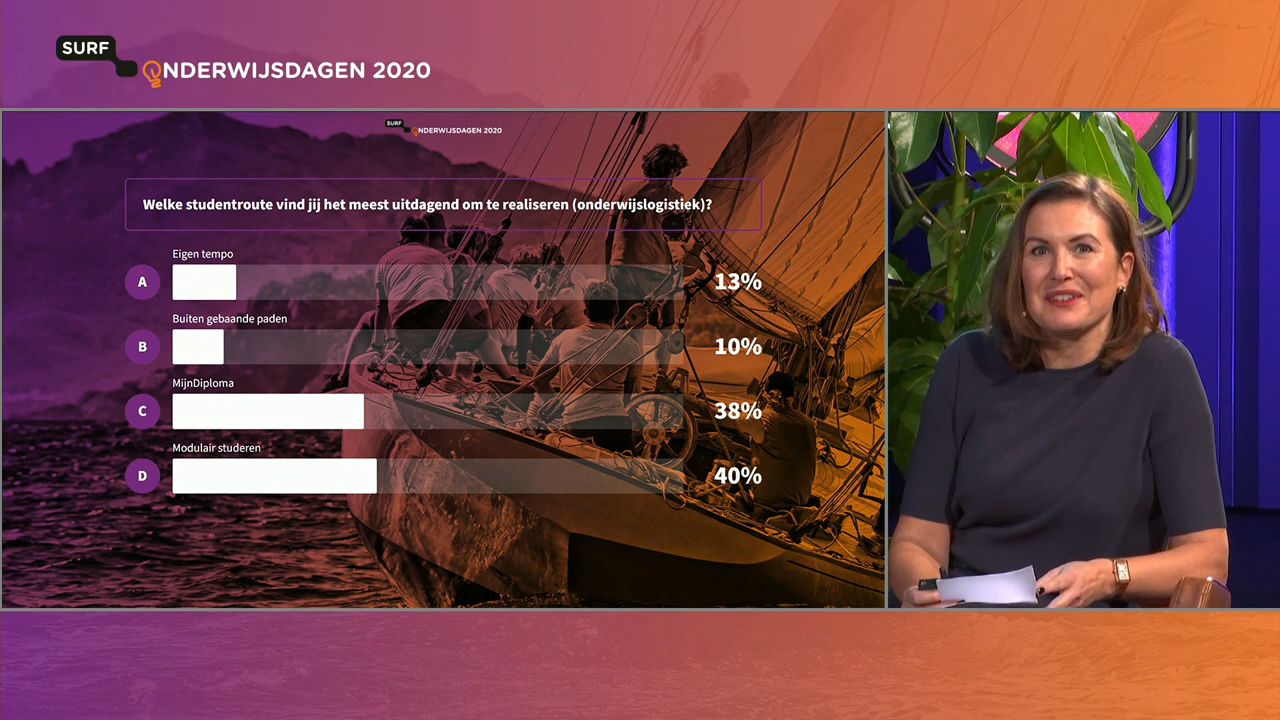 SURF
ONDERWIJSDAGEN 2020
SURF
ONDERWIJSDAGEN 2020
Welke studentroute vind jij het meest uitdagend om te realiseren (onderwijslogistiek)?
Eigen tempo
A 13%
Buiten gebaande paden
B 10%
MijnDiploma
C 38%
Modulair studeren
D 40%